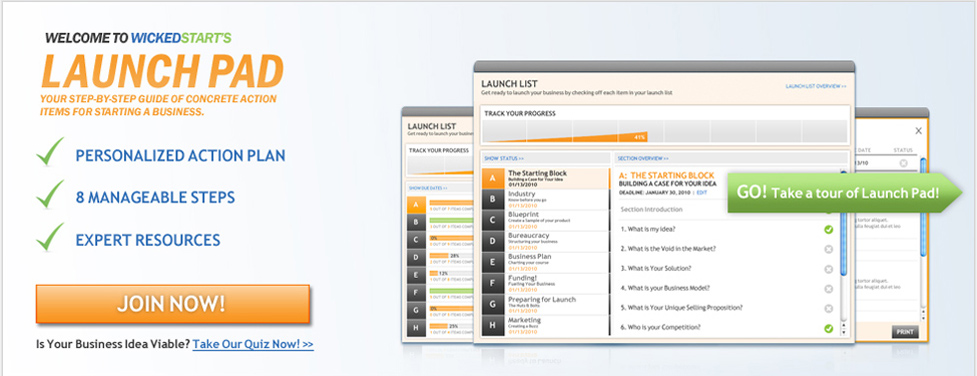 WELCOME TO WICKEDSTART'S
LAUNCH PAD
YOUR STEP-BY-STEP GUIDE OF CONCRETE ACTION
ITEMS FOR STARTING A BUSINESS.
PERSONALIZED ACTION PLAN
8 MANAGEABLE STEPS
EXPERT RESOURCES
JOIN NOW!
Is Your Business Idea Viable? Take Our Quiz Now! >>
LAUNCH LIST
Get ready to launch your busine
TRACK YOUR PROGRESS
SHOW DUE DATES >>
A
B
C
0%
D
28%
E
12%
F
G
H
25%
LAUNCH LIST
Get ready to launch your business by checking off each item in your launch list
LAUNCH LIST OVERVIEW >>
TRACK YOUR PROGRESS
41%
SHOW STATUS >>
SECTION OVERVIEW >>
A
The Starting Block
Building a Case for Your Idea
01/13/2010
B
Industry
Know before you go
01/13/2010
C
Blueprint
Create a Sample of your product
01/13/2010
D
Bureaucracy
Structuring your business
01/13/2010
E
Business Plan
Charting your course
01/13/2010
F
Funding!
Fueling Your Business
01/13/2010
G
Preparing for Launch
The Nuts & Bolts
01/13/2010
H
Marketing
Creating a Buzz
01/13/2010
A: THE STARTING BLOCK
BUILDING A CASE FOR YOUR IDEA
DEADLINE: JANUARY 30, 2010 | EDIT
Section Introduction
1. What is my Idea?
2. What is the Void in the Market?
3. What is Your Solution?
4. What is your Business Model?
5. What is Your Unique Selling Proposition?
6. Who is your Competition?
X
DATE STATUS
13/10
GO! Take a tour of Launch Pad!
tortor aliquat,
PRINT